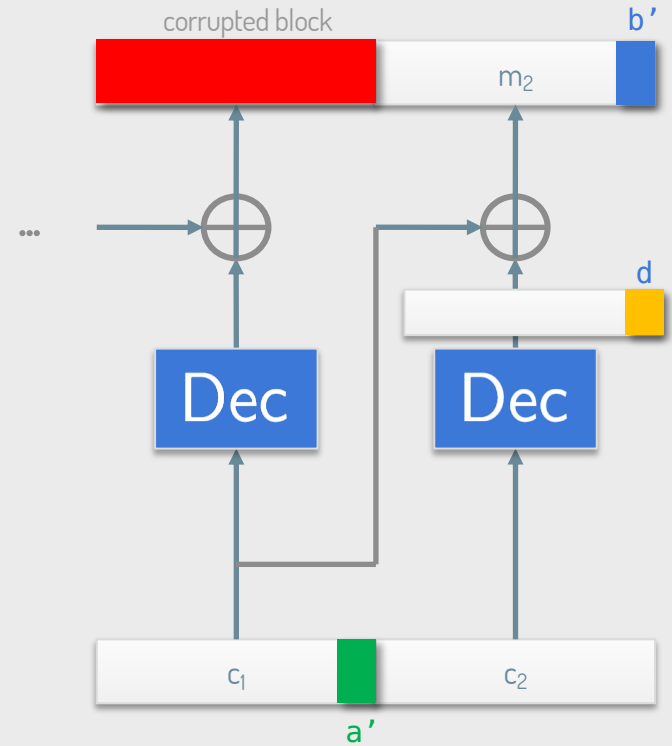 corrupted block
b'
m₂
...
d
Dec
Dec
c₁
c₂
a'